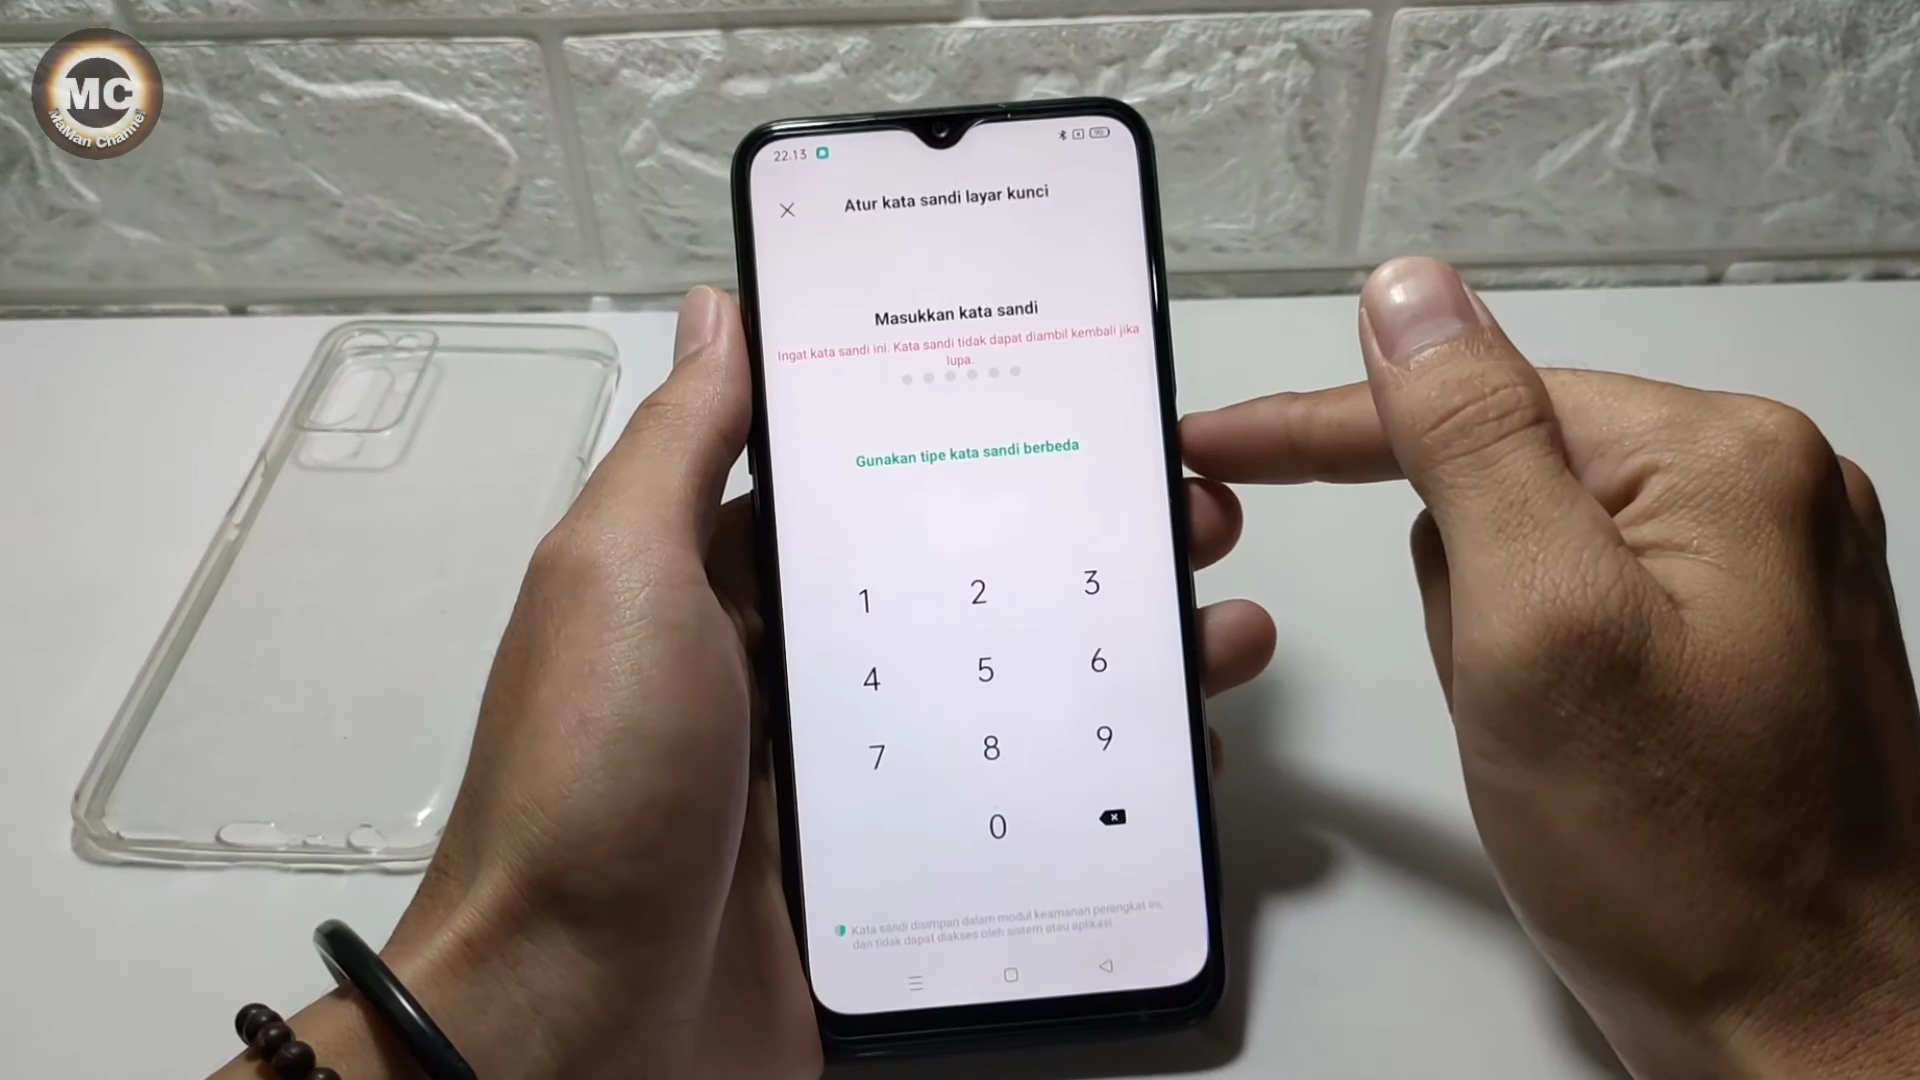 MC
MaMan Channel
22.13
90
Atur kata sandi layar kunci
Masukkan kata sandi
Ingat kata sandi ini. Kata sandi tidak dapat diambil kembali jika
lupa.
Gunakan tipe kata sandi berbeda
1 2 3
4 5 6
7 8 9
0
Kata sandi disimpan dalam modul keamanan perangkat ini,
dan tidak dapat diakses oleh sistem atau aplikasi